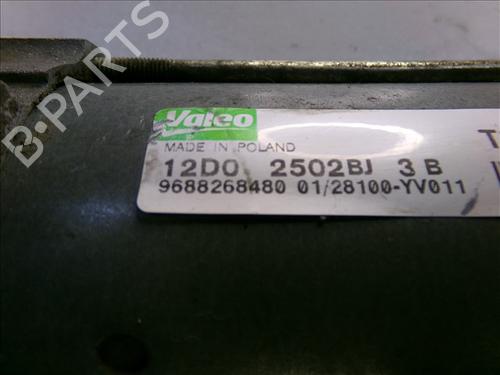 Valeo
MADE IN POLAND
12D0 2502BJ 3 B
9688268480 01/28100-YV011
T
B-PARTS